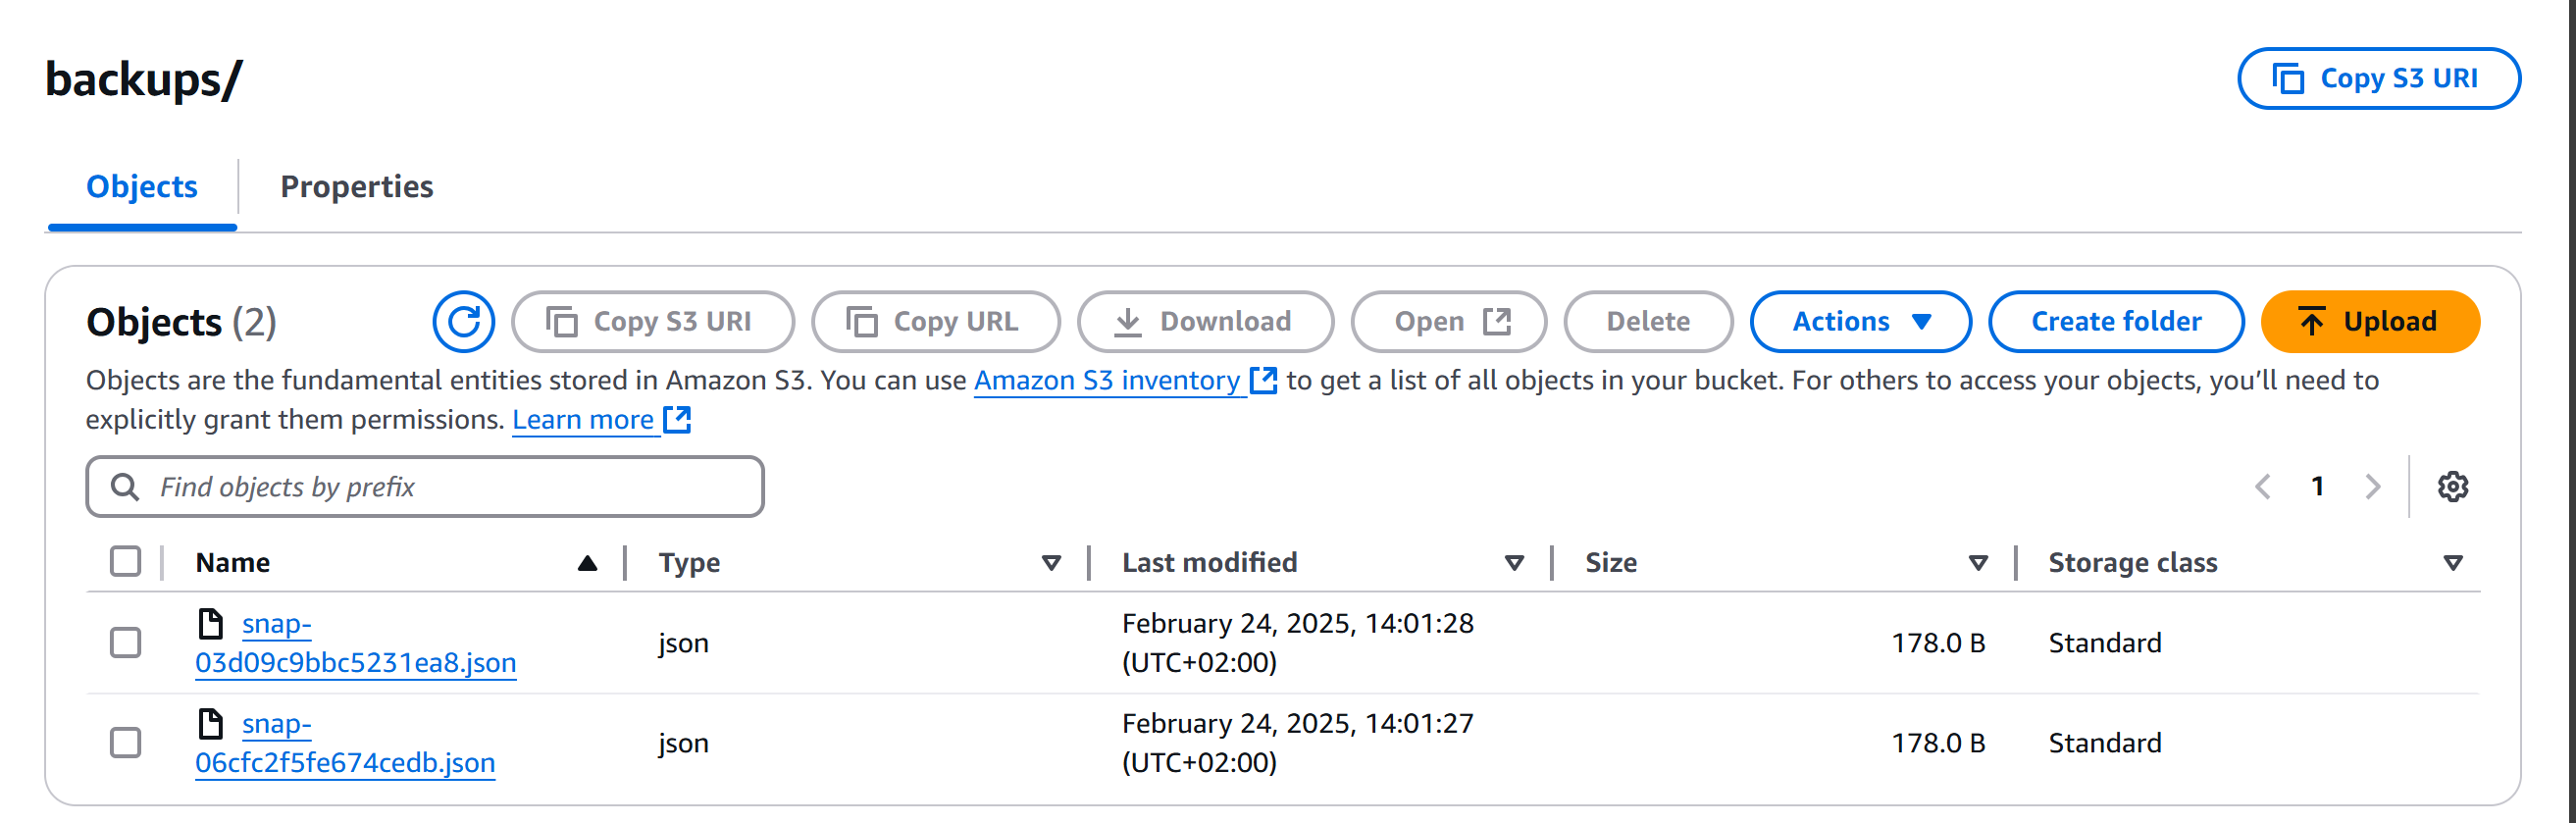 backups/
Copy S3 URI
Objects
Properties
Objects (2)
Copy S3 URI
Copy URL
Download
Open
Delete
Actions
Create folder
Upload
Objects are the fundamental entities stored in Amazon S3. You can use Amazon S3 inventory to get a list of all objects in your bucket. For others to access your objects, you’ll need to
explicitly grant them permissions. Learn more
Find objects by prefix
1
Name
Type
Last modified
Size
Storage class
snap-
03d09c9bbc5231ea8.json
json
February 24, 2025, 14:01:28
(UTC+02:00)
178.0 B
Standard
snap-
06cfc2f5fe674cedb.json
json
February 24, 2025, 14:01:27
(UTC+02:00)
178.0 B
Standard